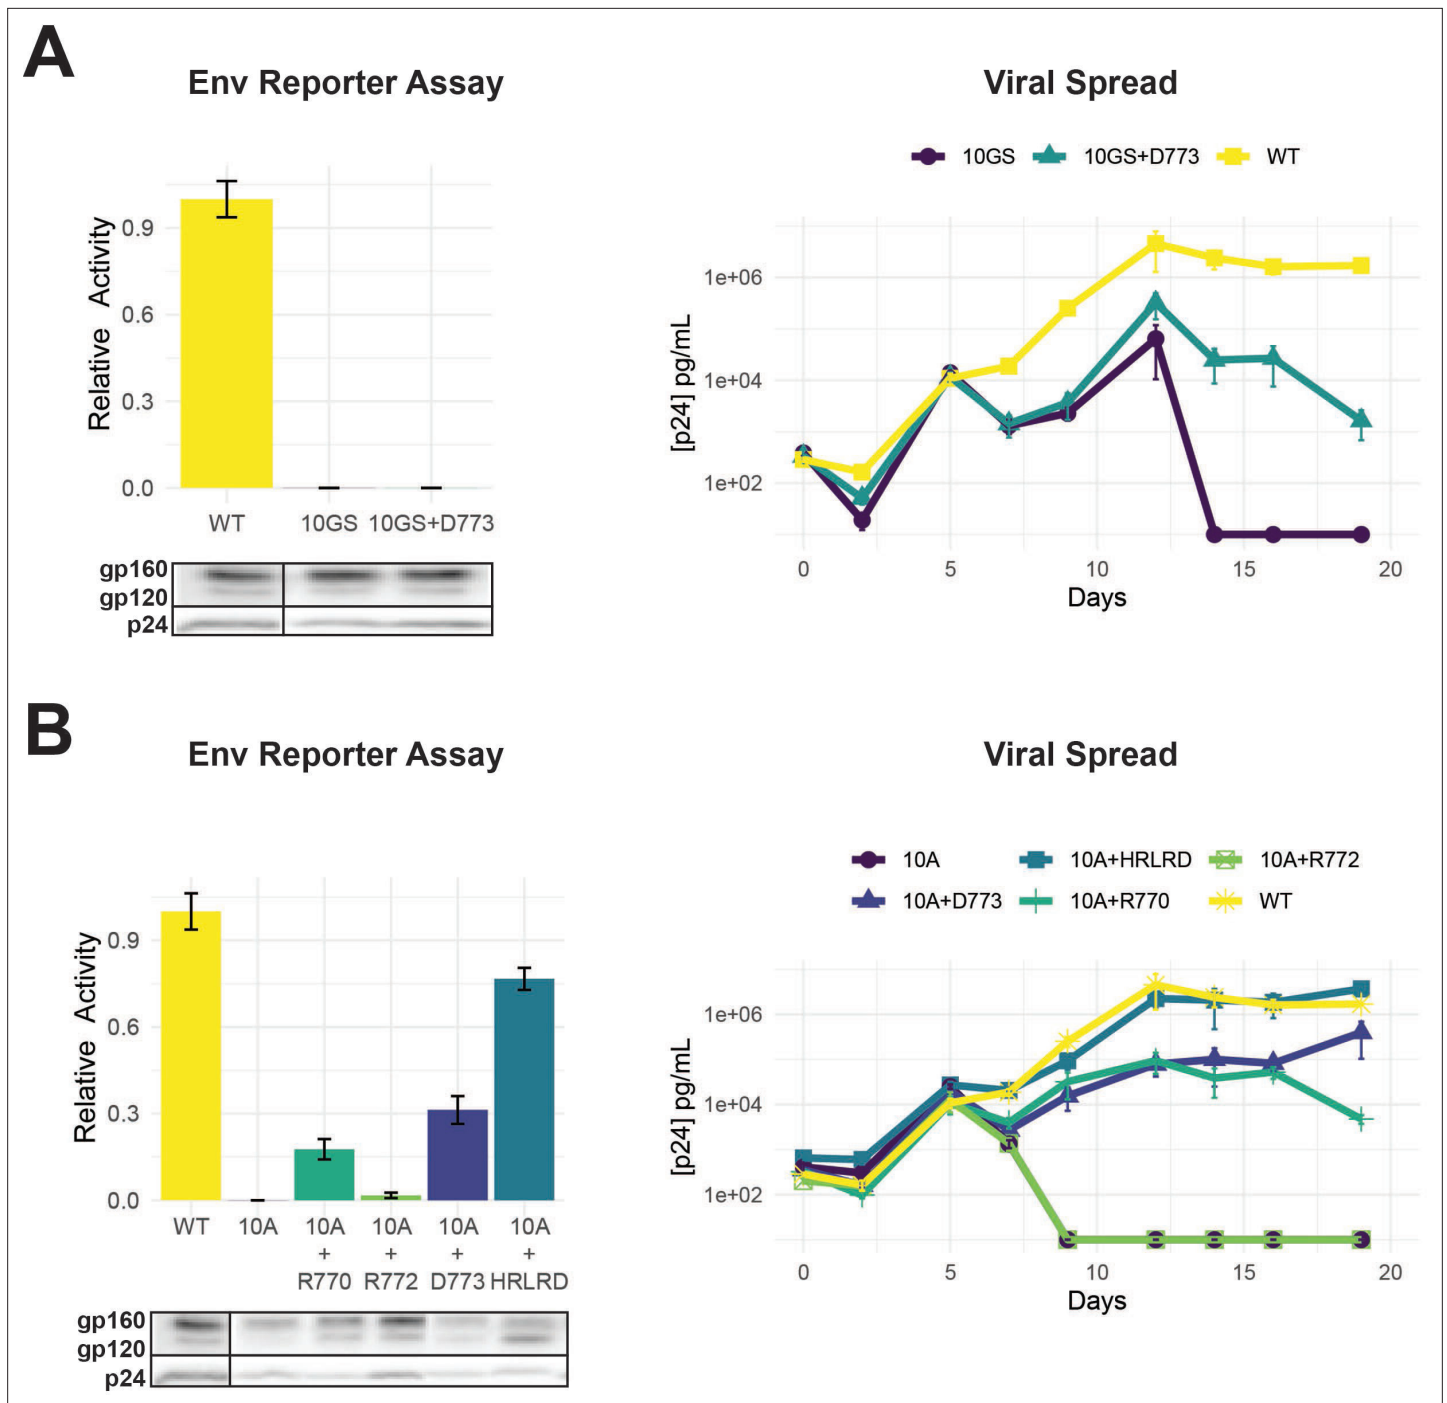 A
Env Reporter Assay
Relative Activity
0.9
0.6
0.3
0.0
WT 10GS 10GS+D773
gp160
gp120
p24
Viral Spread
10GS 10GS+D773 WT
[p24] pg/mL
1e+06
1e+04
1e+02
0 5 10 15 20
Days
B
Env Reporter Assay
Relative Activity
0.9
0.6
0.3
0.0
WT 10A 10A 10A 10A 10A
+ + + +
R770 R772 D773 HRLRD
gp160
gp120
p24
Viral Spread
10A 10A+HRLRD 10A+R772
10A+D773 10A+R770 WT
[p24] pg/mL
1e+06
1e+04
1e+02
0 5 10 15 20
Days